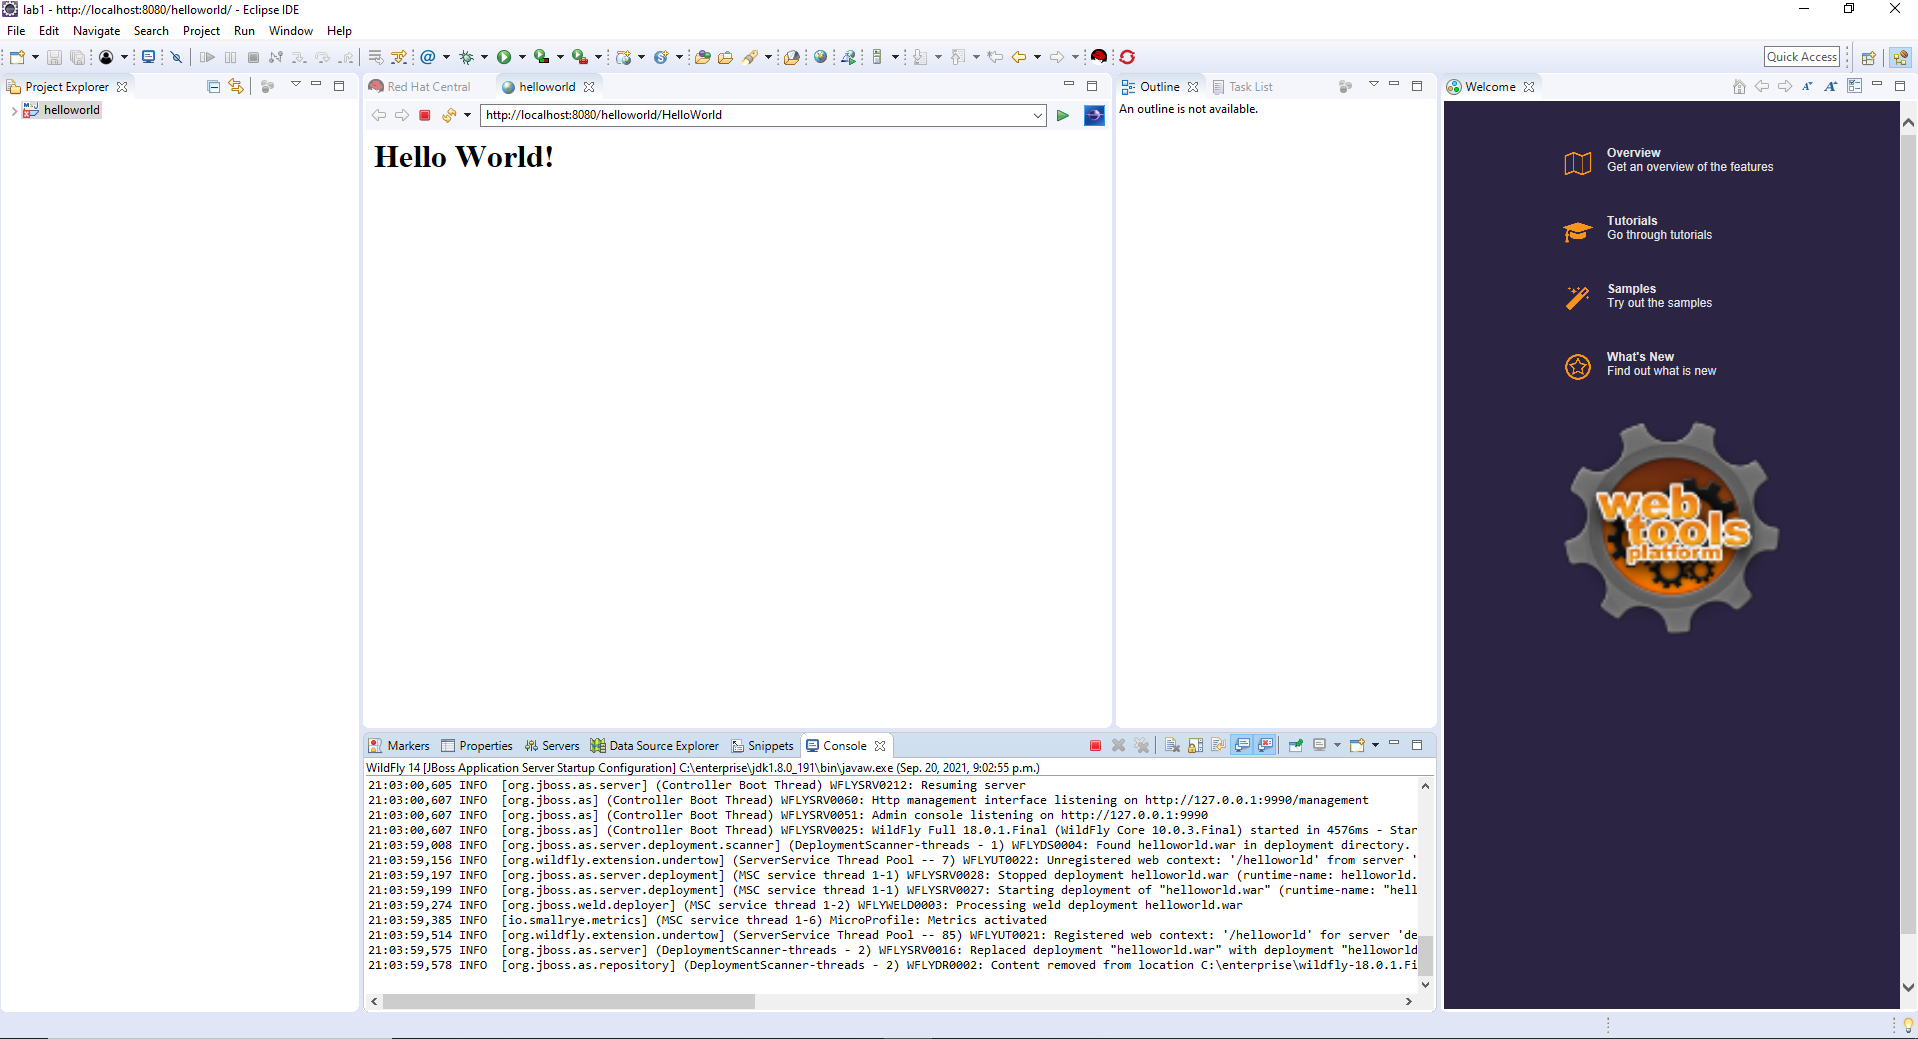 lab1 - http://localhost:8080/helloworld/ - Eclipse IDE
File Edit Navigate Search Project Run Window Help
Quick Access
Project Explorer
helloworld
Red Hat Central
helloworld
http://localhost:8080/helloworld/HelloWorld
Hello World!
Outline
Task List
An outline is not available.
Welcome
Overview
Get an overview of the features
Tutorials
Go through tutorials
Samples
Try out the samples
What's New
Find out what is new
web
tools
platform
Markers Properties Servers Data Source Explorer Snippets Console
WildFly 14 [JBoss Application Server Startup Configuration] C:\enterprise\jdk1.8.0_191\bin\javaw.exe (Sep. 20, 2021, 9:02:55 p.m.)
21:03:00,605 INFO [org.jboss.as.server] (Controller Boot Thread) WFLYSRV0212: Resuming server
21:03:00,607 INFO [org.jboss.as] (Controller Boot Thread) WFLYSRV0060: Http management interface listening on http://127.0.0.1:9990/management
21:03:00,607 INFO [org.jboss.as] (Controller Boot Thread) WFLYSRV0051: Admin console listening on http://127.0.0.1:9990
21:03:00,607 INFO [org.jboss.as] (Controller Boot Thread) WFLYSRV0025: WildFly Full 18.0.1.Final (WildFly Core 10.0.3.Final) started in 4576ms - Star
21:03:59,008 INFO [org.jboss.as.server.deployment.scanner] (DeploymentScanner-threads - 1) WFLYDS0004: Found helloworld.war in deployment directory.
21:03:59,156 INFO [org.wildfly.extension.undertow] (ServerService Thread Pool -- 7) WFLYUT0022: Unregistered web context: '/helloworld' from server '
21:03:59,197 INFO [org.jboss.as.server.deployment] (MSC service thread 1-1) WFLYSRV0028: Stopped deployment helloworld.war (runtime-name: helloworld.
21:03:59,199 INFO [org.jboss.as.server.deployment] (MSC service thread 1-1) WFLYSRV0027: Starting deployment of "helloworld.war" (runtime-name: "hell
21:03:59,274 INFO [org.jboss.weld.deployer] (MSC service thread 1-2) WFLYWELD0003: Processing weld deployment helloworld.war
21:03:59,385 INFO [io.smallrye.metrics] (MSC service thread 1-6) MicroProfile: Metrics activated
21:03:59,514 INFO [org.wildfly.extension.undertow] (ServerService Thread Pool -- 85) WFLYUT0021: Registered web context: '/helloworld' for server 'de
21:03:59,575 INFO [org.jboss.as.server] (DeploymentScanner-threads - 2) WFLYSRV0016: Replaced deployment "helloworld.war" with deployment "helloworld
21:03:59,578 INFO [org.jboss.as.repository] (DeploymentScanner-threads - 2) WFLYDR0002: Content removed from location C:\enterprise\wildfly-18.0.1.Fi